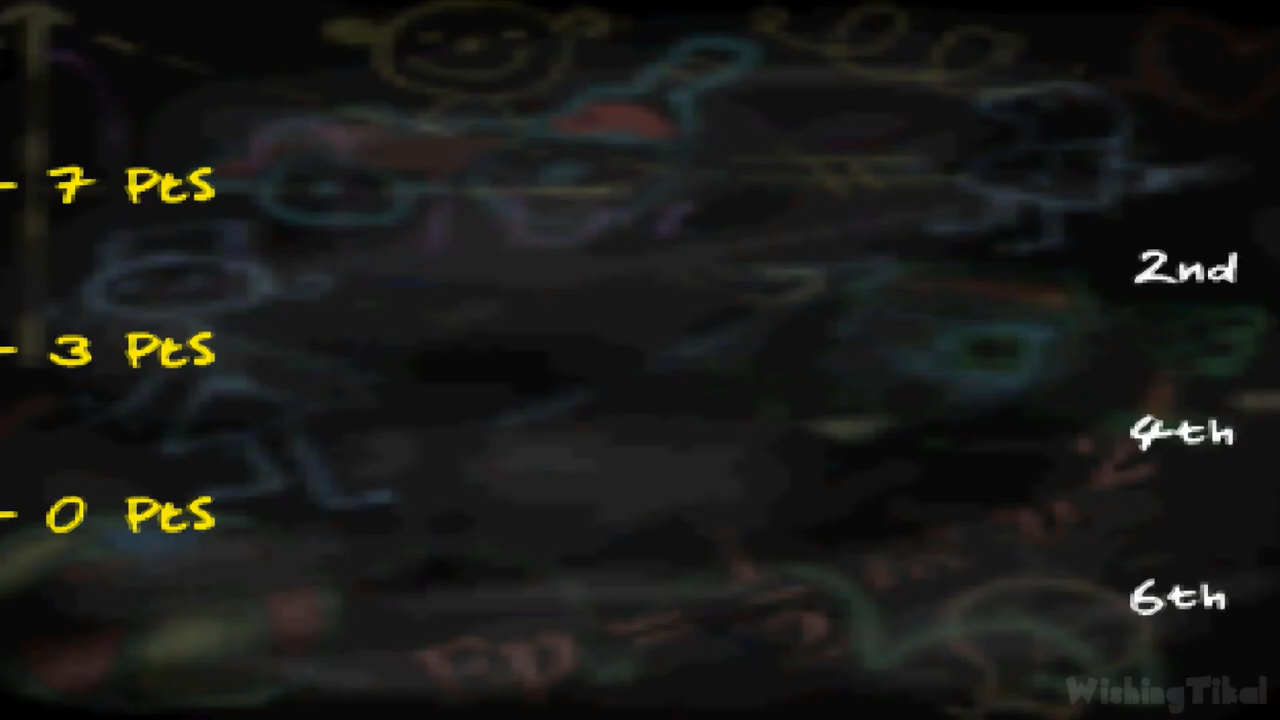 - 7 Pts
2nd
- 3 Pts
4th
- 0 Pts
6th
WishingTikal